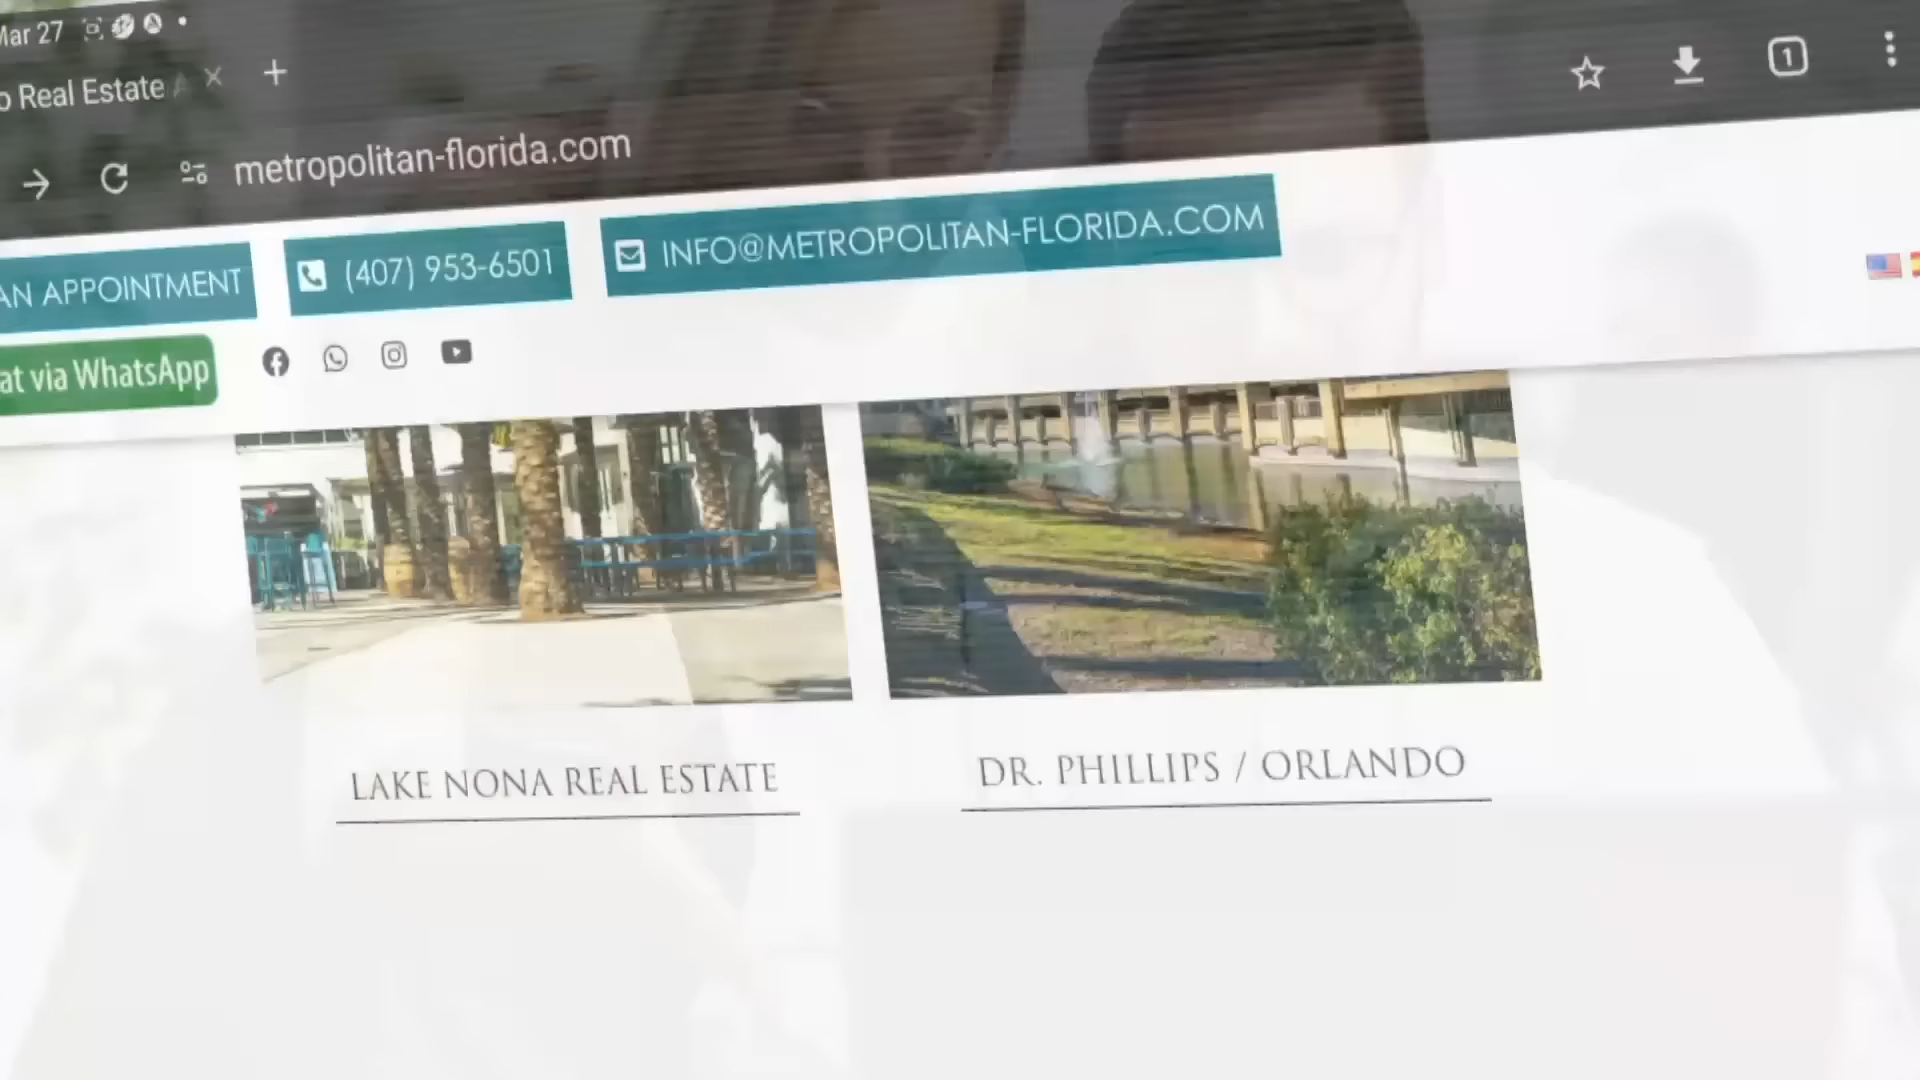 Mar 27
o Real Estate A
metropolitan-florida.com
1
AN APPOINTMENT
(407) 953-6501
INFO@METROPOLITAN-FLORIDA.COM
at via WhatsApp
LAKE NONA REAL ESTATE
DR. PHILLIPS / ORLANDO